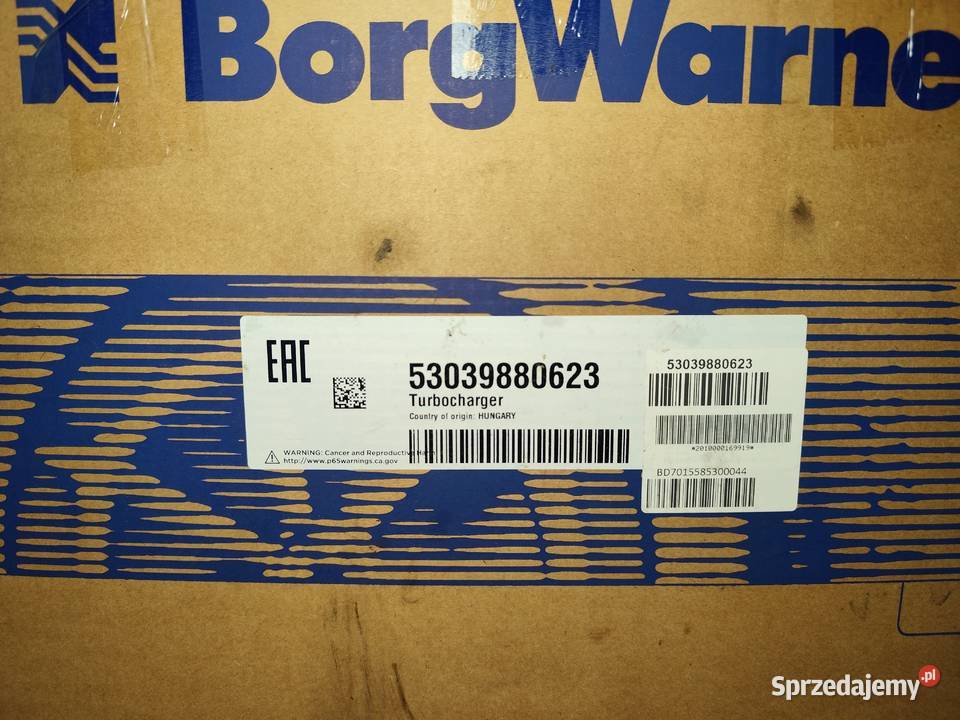 BorgWarne
EAC
53039880623
Turbocharger
Country of origin: HUNGARY
WARNING: Cancer and Reproductive Harm
http://www.p65warnings.ca.gov
53039880623
*2010000169919*
BD7015585300044
Sprzedajemy.pl